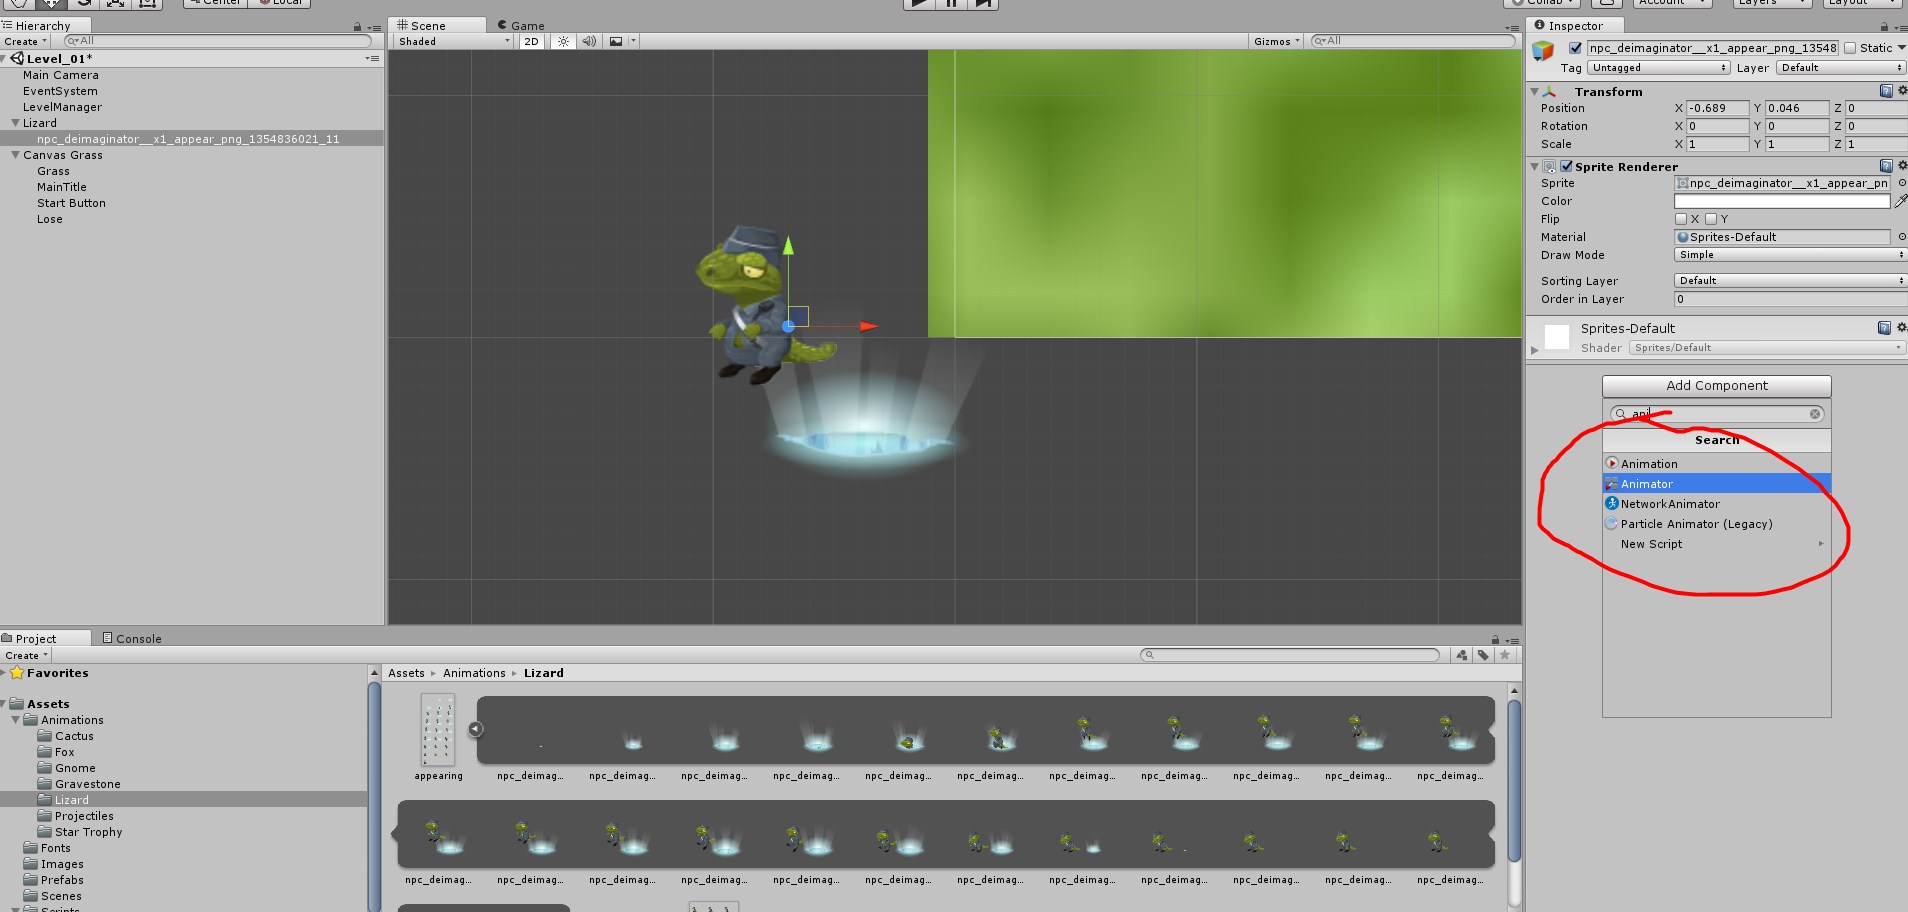 Center Local
Collab Account Layers Layout
Hierarchy
Create All
Level_01*
Main Camera
EventSystem
LevelManager
Lizard
npc_deimaginator__x1_appear_png_1354836021_11
Canvas Grass
Grass
MainTitle
Start Button
Lose
Scene Game
Shaded 2D Gizmos All
Inspector
npc_deimaginator__x1_appear_png_13548 Static
Tag Untagged Layer Default
Transform
Position X -0.689 Y 0.046 Z 0
Rotation X 0 Y 0 Z 0
Scale X 1 Y 1 Z 1
Sprite Renderer
Sprite npc_deimaginator__x1_appear_pn
Color
Flip X Y
Material Sprites-Default
Draw Mode Simple
Sorting Layer Default
Order in Layer 0
Sprites-Default
Shader Sprites/Default
Add Component
ani
Search
Animation
Animator
NetworkAnimator
Particle Animator (Legacy)
New Script
Project Console
Create
Favorites
Assets
Animations
Cactus
Fox
Gnome
Gravestone
Lizard
Projectiles
Star Trophy
Fonts
Images
Prefabs
Scenes
Scripts
Assets Animations Lizard
appearing npc_deimag... npc_deimag... npc_deimag... npc_deimag... npc_deimag... npc_deimag... npc_deimag... npc_deimag... npc_deimag... npc_deimag... npc_deimag...
npc_deimag... npc_deimag... npc_deimag... npc_deimag... npc_deimag... npc_deimag... npc_deimag... npc_deimag... npc_deimag... npc_deimag... npc_deimag... npc_deimag...